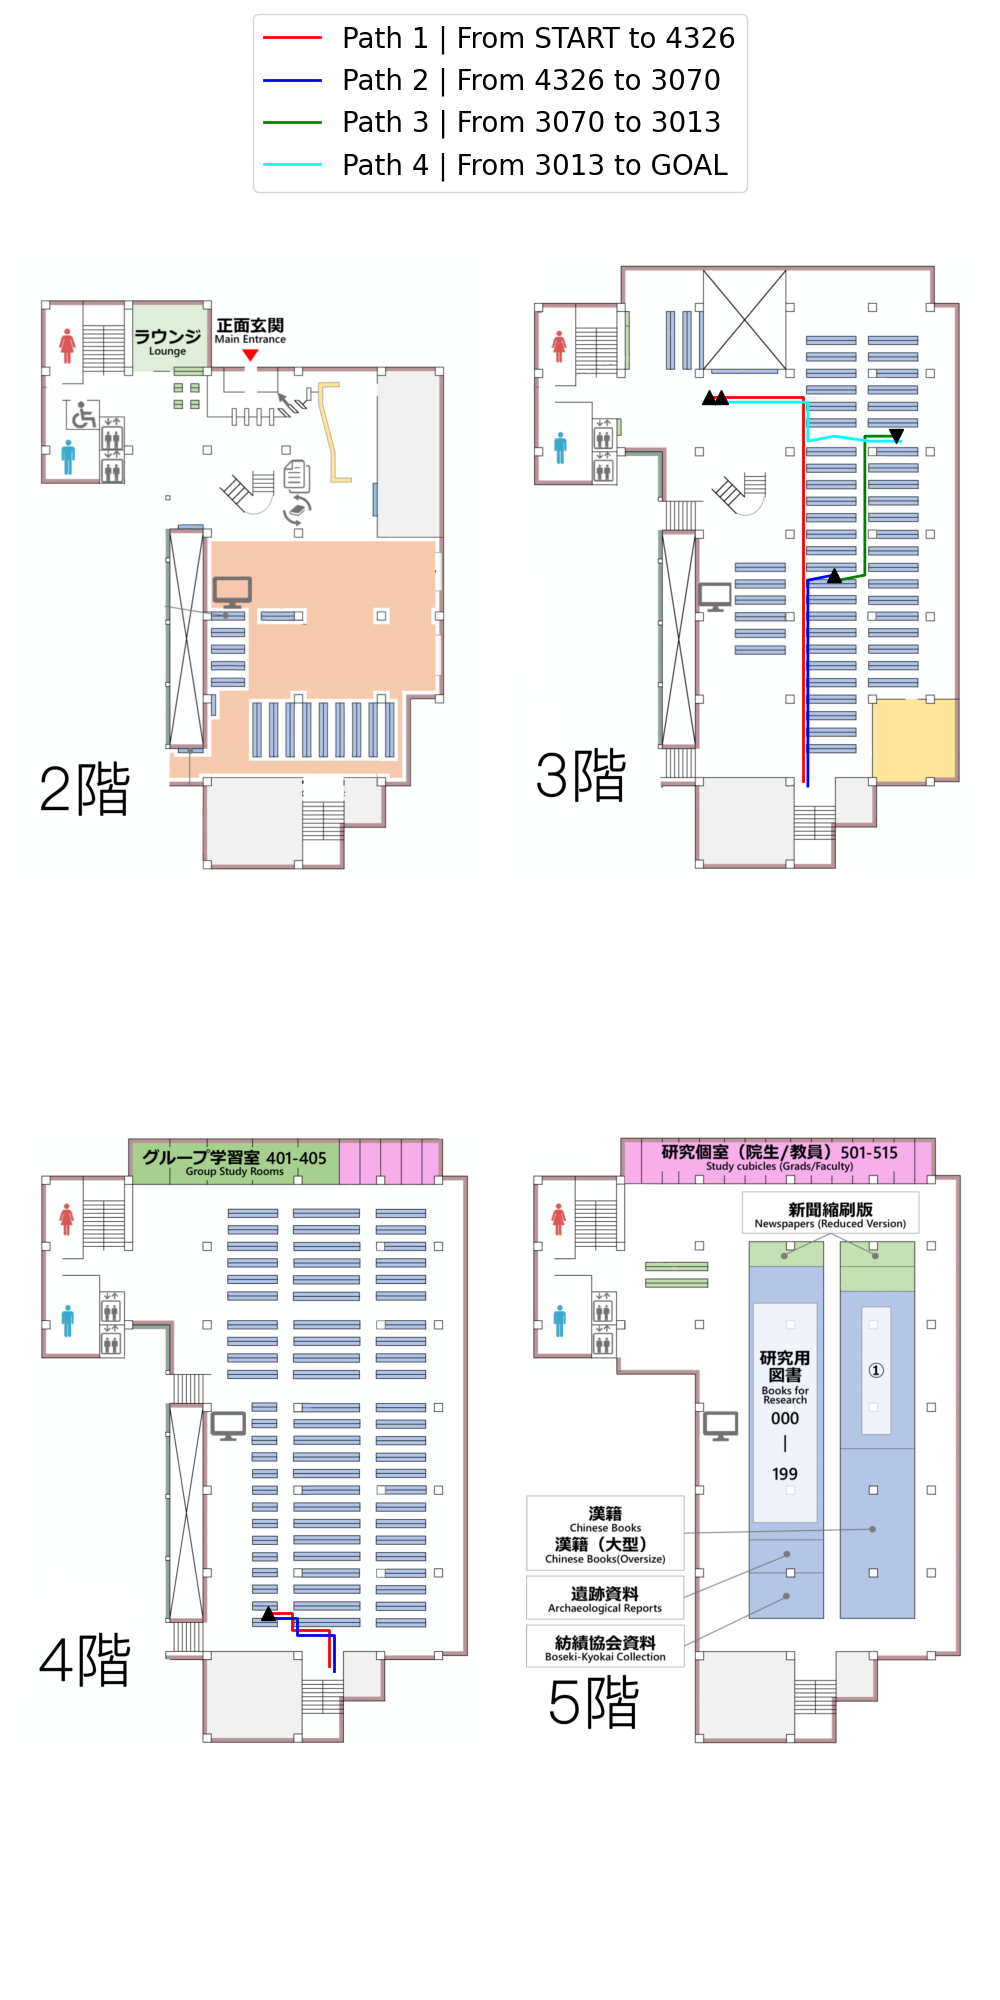 Path 1 | From START to 4326
Path 2 | From 4326 to 3070
Path 3 | From 3070 to 3013
Path 4 | From 3013 to GOAL
ラウンジ
Lounge
正面玄関
Main Entrance
2階
3階
グループ学習室 401-405
Group Study Rooms
4階
研究個室（院生/教員）501-515
Study cubicles (Grads/Faculty)
新聞縮刷版
Newspapers (Reduced Version)
研究用
図書
Books for
Research
000
|
199
①
漢籍
Chinese Books
漢籍（大型）
Chinese Books(Oversize)
遺跡資料
Archaeological Reports
紡績協会資料
Boseki-Kyokai Collection
5階